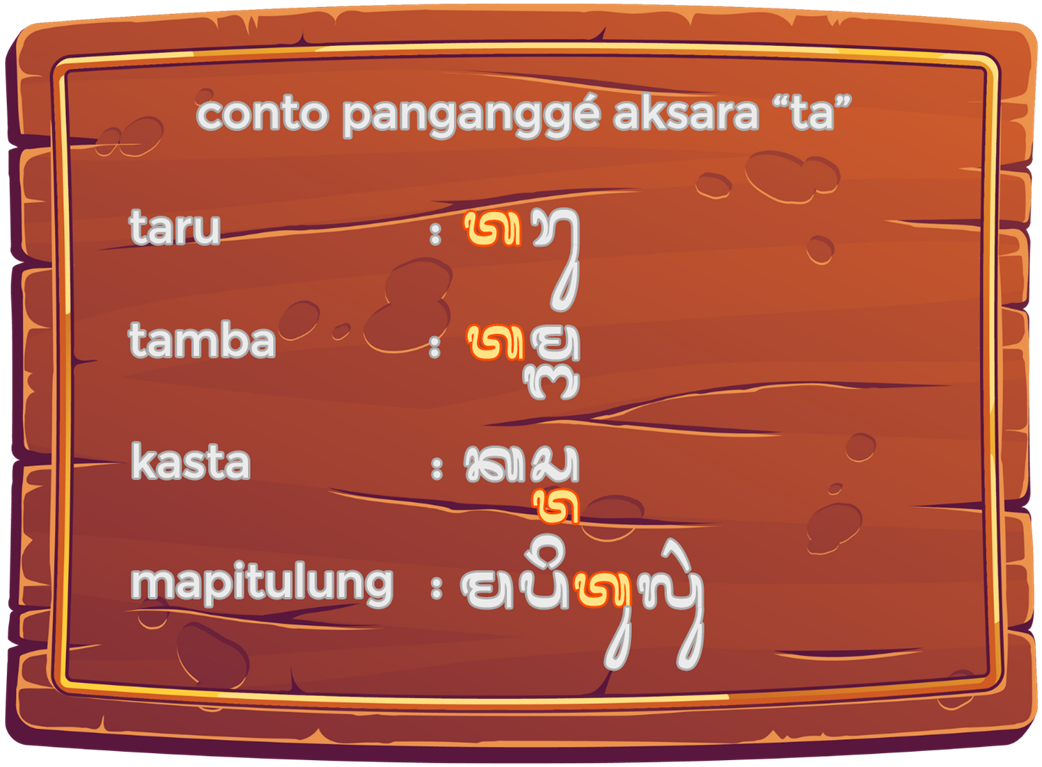 conto panganggé aksara “ta”
taru : ᬢᬭᬸ
tamba : ᬢᬫ᭄ᬩ
kasta : ᬓᬲ᭄ᬢ
mapitulung : ᬫᬧᬶᬢᬸᬮᬸᬂ